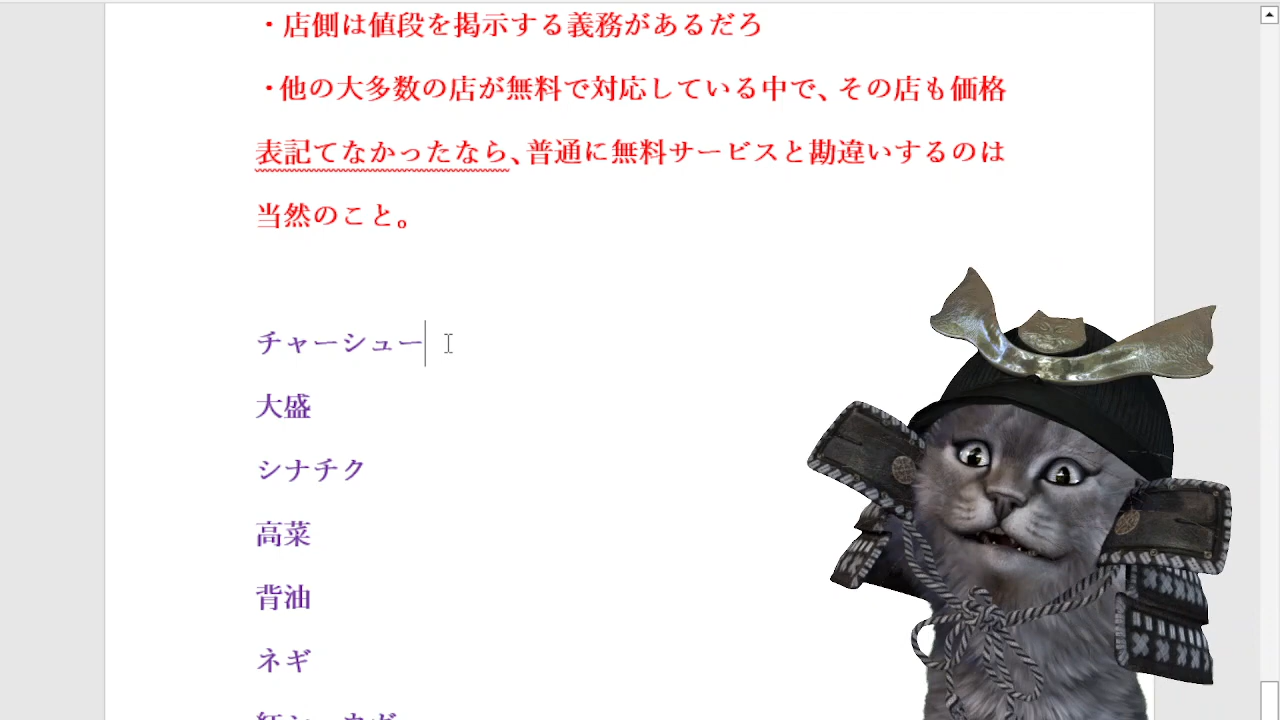 ・店側は値段を掲示する義務があるだろ
・他の大多数の店が無料で対応している中で、その店も価格
表記てなかったなら、普通に無料サービスと勘違いするのは
当然のこと。
チャーシュー
大盛
シナチク
高菜
背油
ネギ